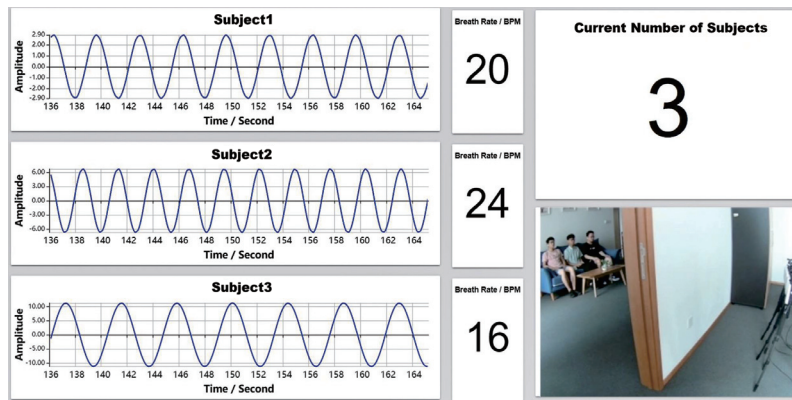 Subject1
Breath Rate / BPM
20
Amplitude
2.90
2.00
1.00
0.00
-1.00
-2.00
-2.90
136 138 140 142 144 146 148 150 152 154 156 158 160 162 164
Time / Second
Subject2
Breath Rate / BPM
24
Amplitude
6.00
3.00
0.00
-3.00
-6.00
136 138 140 142 144 146 148 150 152 154 156 158 160 162 164
Time / Second
Subject3
Breath Rate / BPM
16
Amplitude
10.00
5.00
0.00
-5.00
-10.00
136 138 140 142 144 146 148 150 152 154 156 158 160 162 164
Time / Second
Current Number of Subjects
3